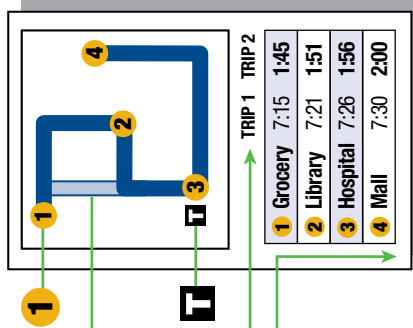 4
2
1
3
T
1
T
TRIP 1 TRIP 2
1 Grocery 7:15 1:45
2 Library 7:21 1:51
3 Hospital 7:26 1:56
4 Mall 7:30 2:00